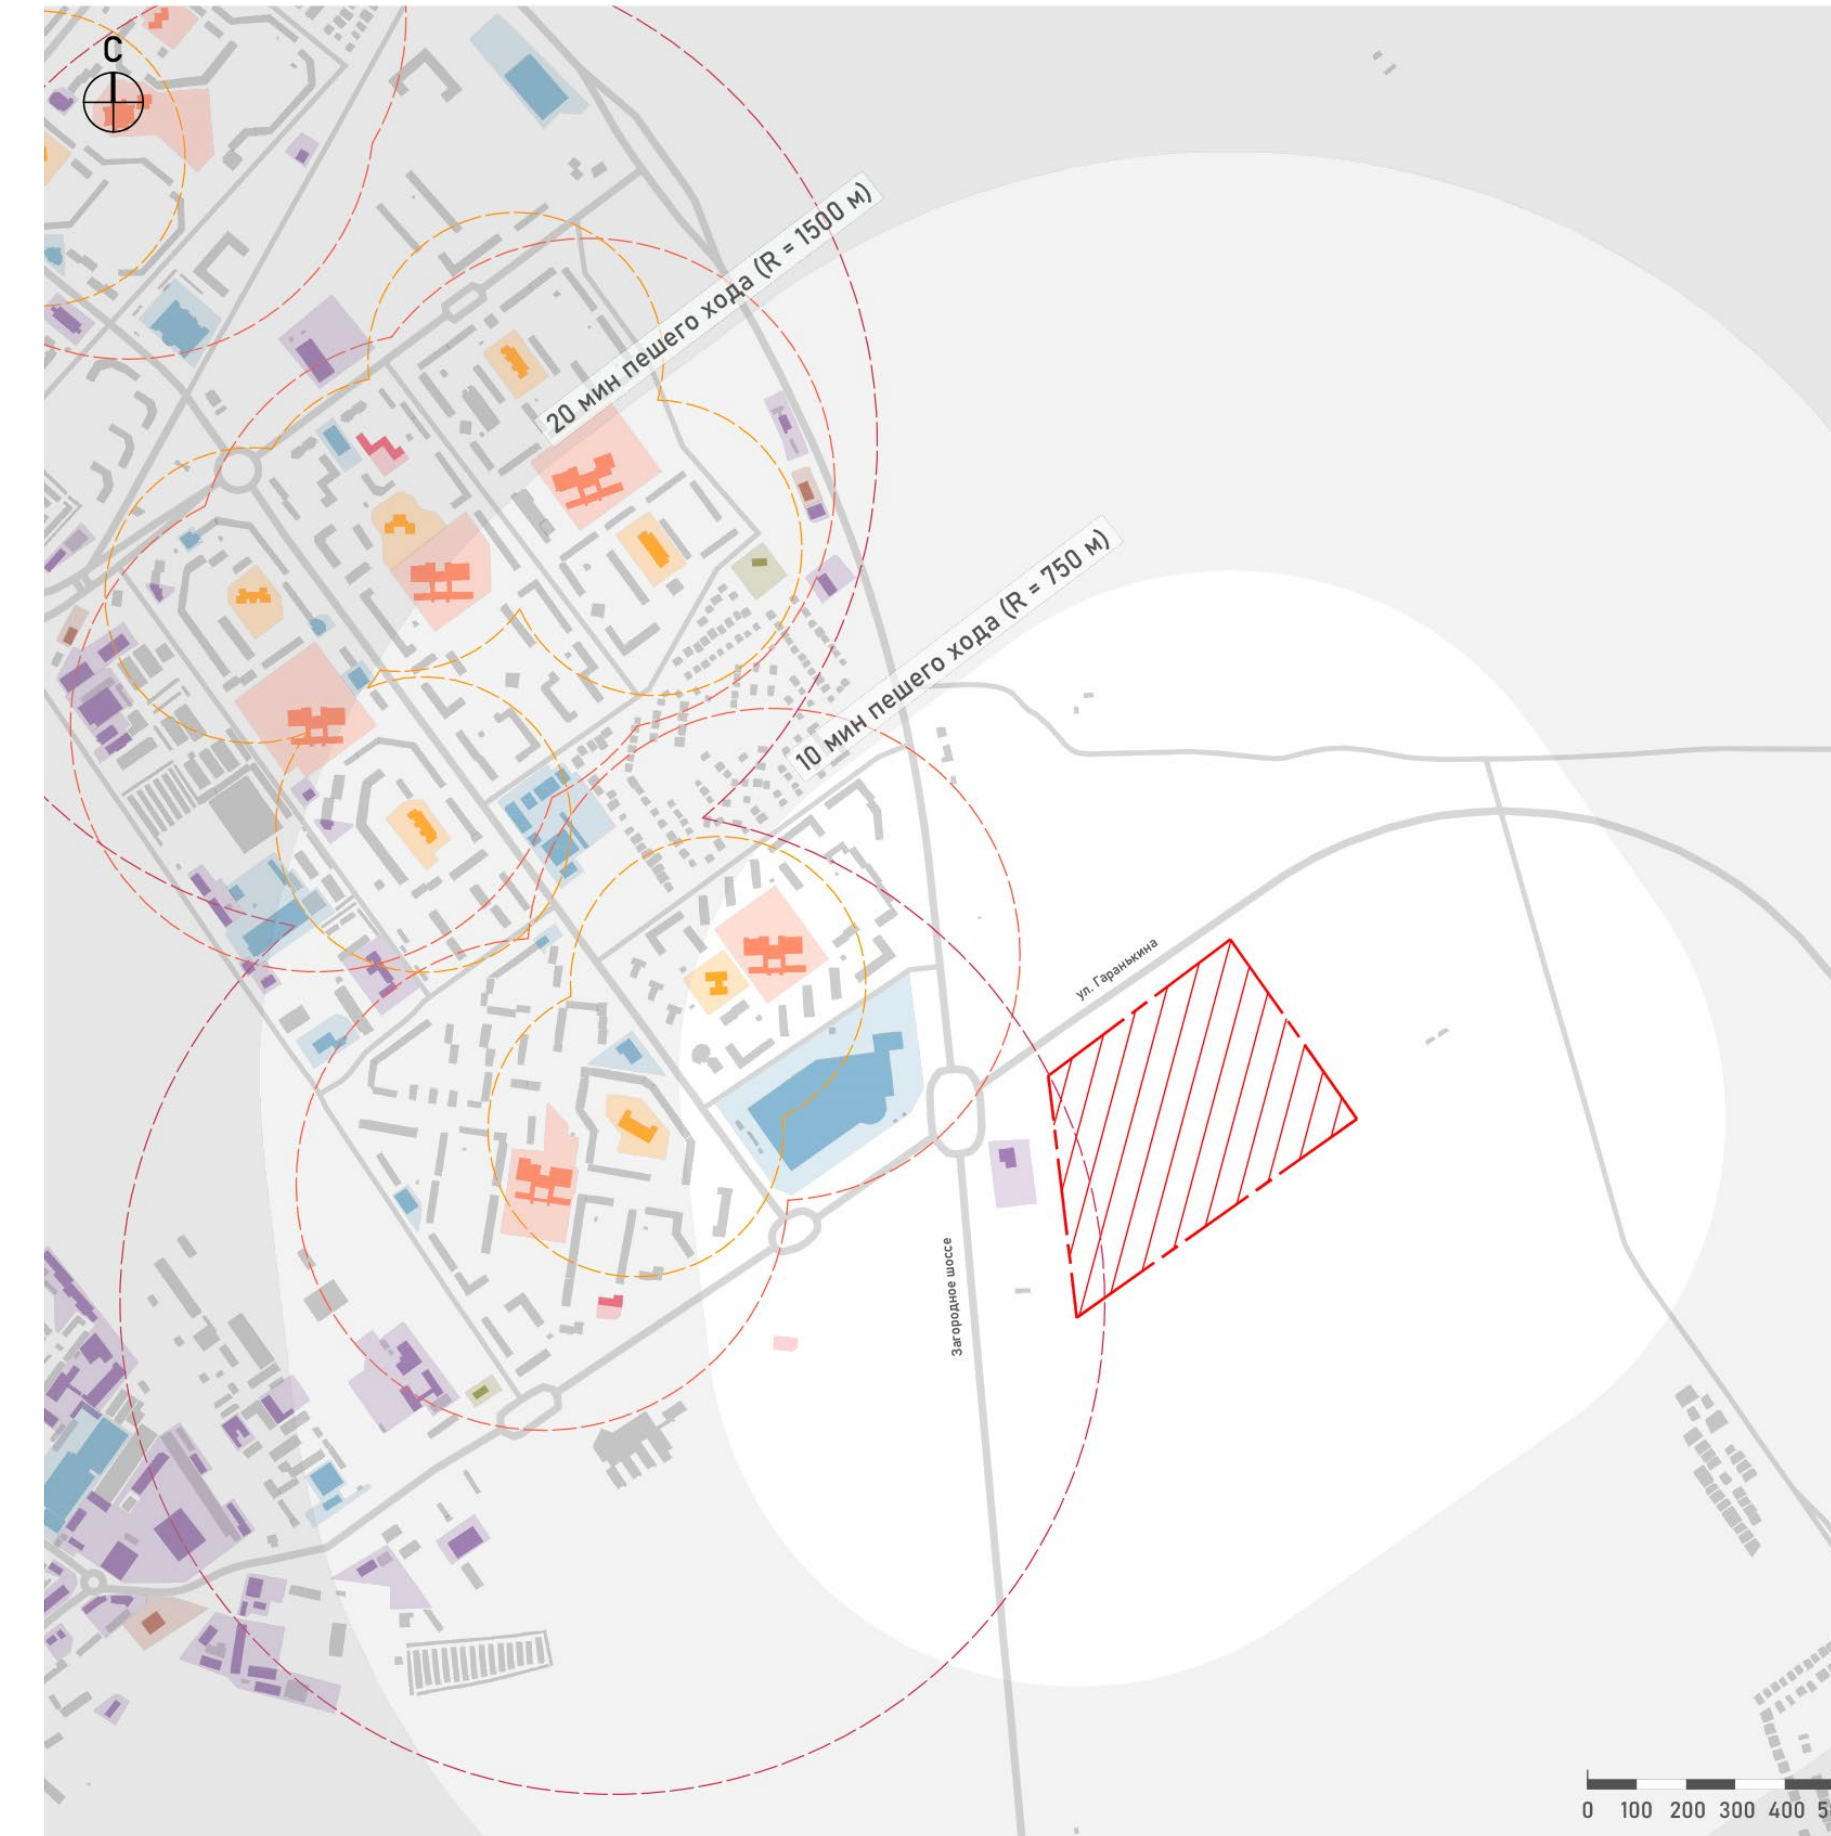 С
20 мин пешего хода (R = 1500 м)
10 мин пешего хода (R = 750 м)
ул. Гаранькина
Загородное шоссе
0 100 200 300 400 5